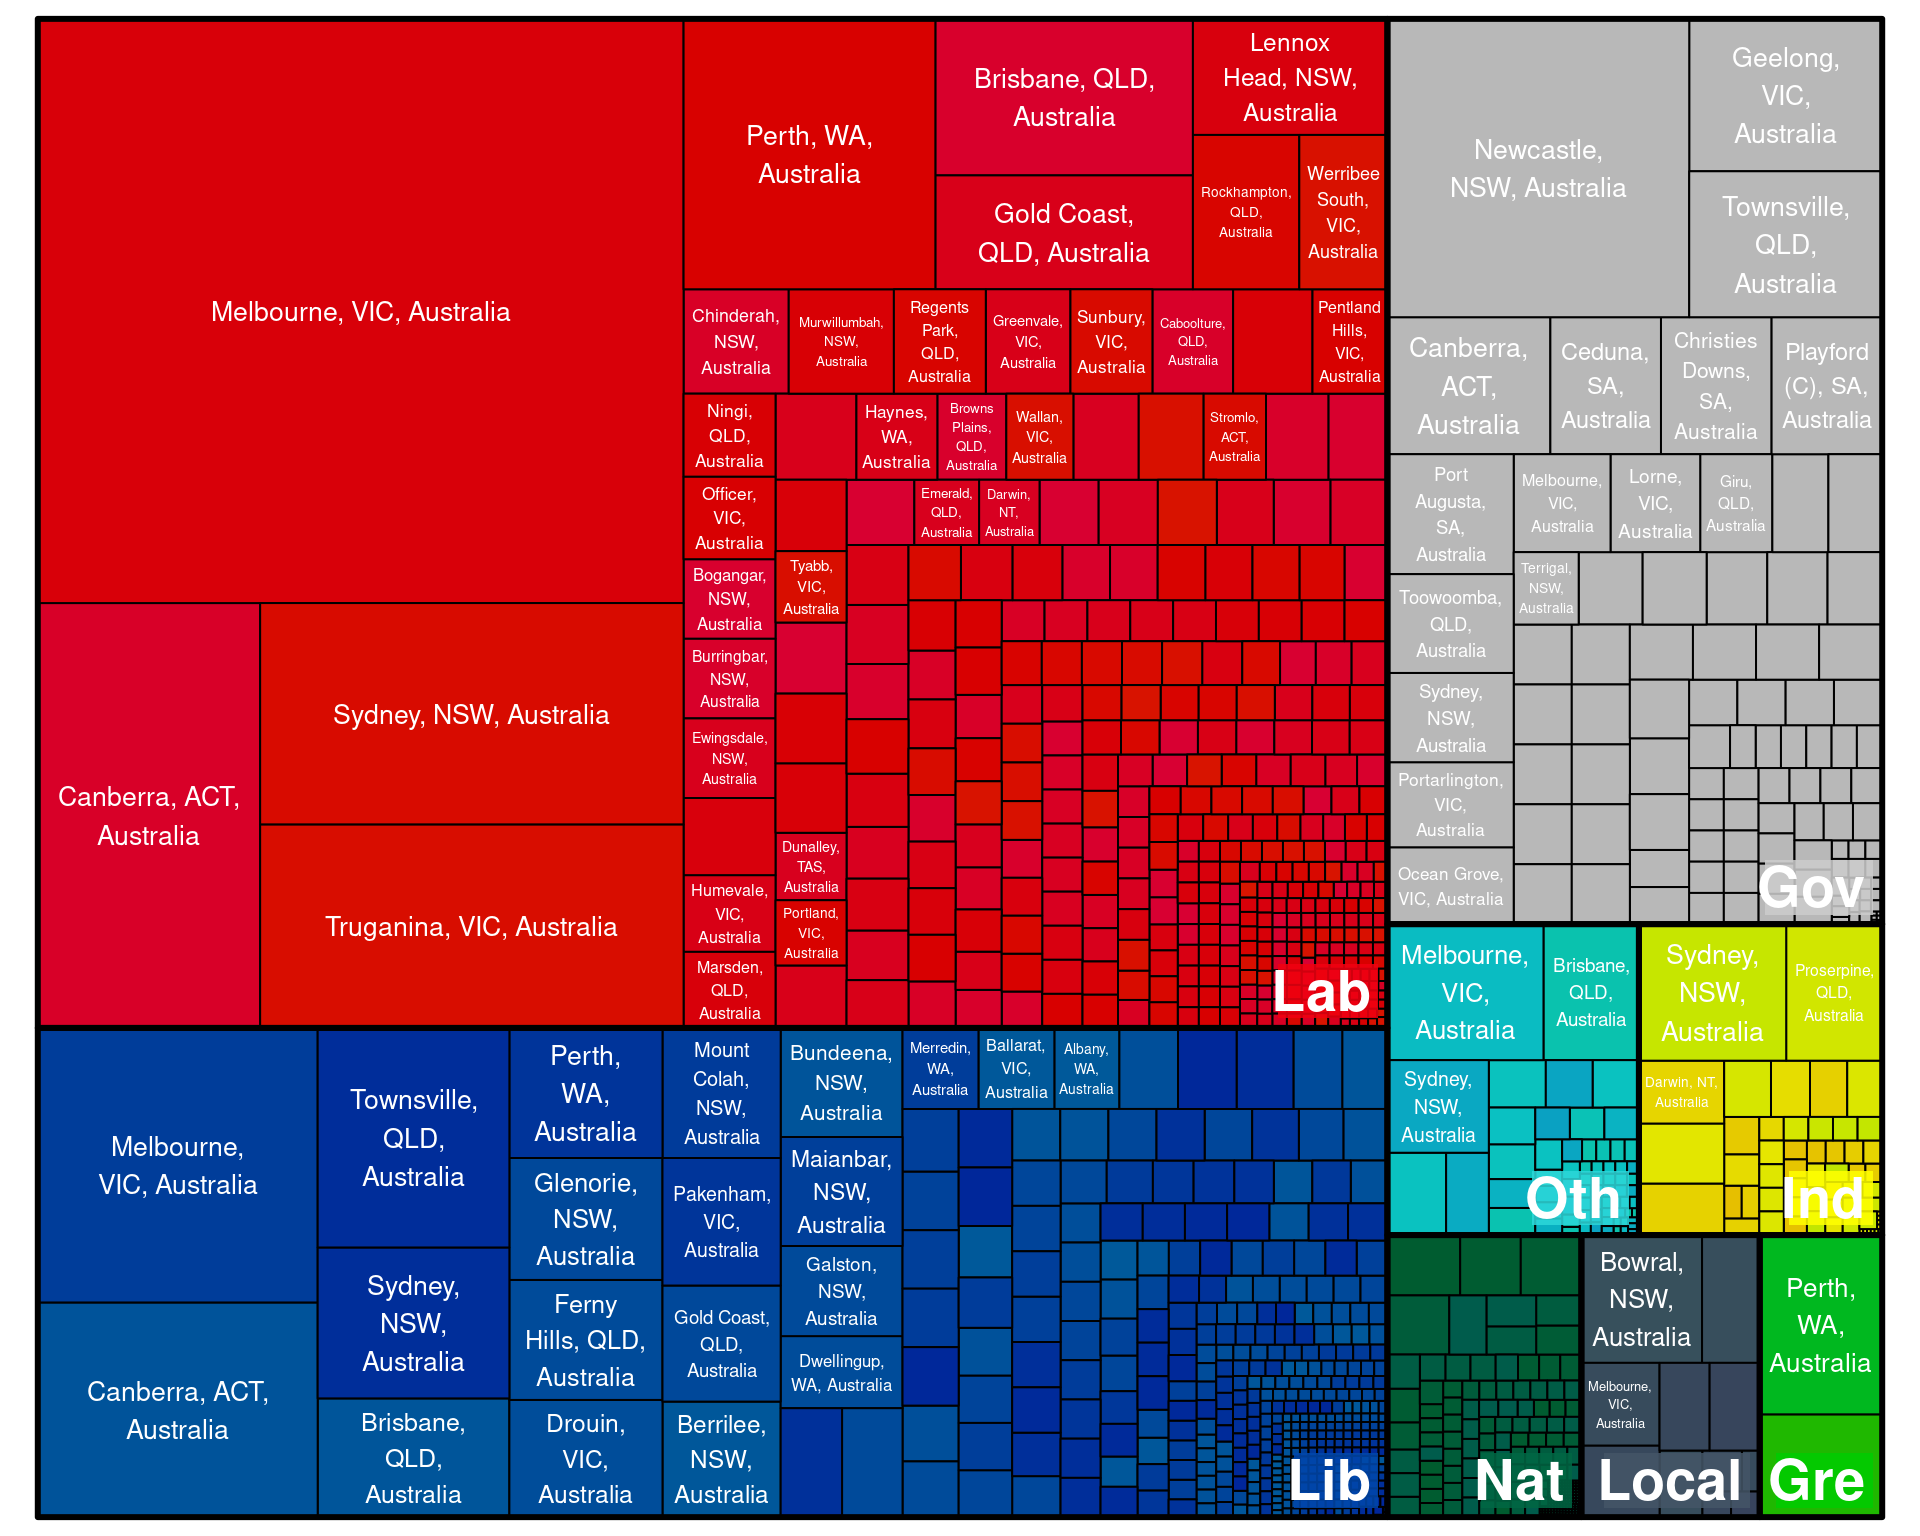 Melbourne, VIC, Australia
Canberra, ACT,
Australia
Sydney, NSW, Australia
Truganina, VIC, Australia
Perth, WA,
Australia
Brisbane, QLD,
Australia
Gold Coast,
QLD, Australia
Lennox
Head, NSW,
Australia
Rockhampton,
QLD,
Australia
Werribee
South,
VIC,
Australia
Chinderah,
NSW,
Australia
Murwillumbah,
NSW,
Australia
Regents
Park,
QLD,
Australia
Greenvale,
VIC,
Australia
Sunbury,
VIC,
Australia
Caboolture,
QLD,
Australia
Pentland
Hills,
VIC,
Australia
Ningi,
QLD,
Australia
Haynes,
WA,
Australia
Browns
Plains,
QLD,
Australia
Wallan,
VIC,
Australia
Stromlo,
ACT,
Australia
Officer,
VIC,
Australia
Emerald,
QLD,
Australia
Darwin,
NT,
Australia
Bogangar,
NSW,
Australia
Tyabb,
VIC,
Australia
Burringbar,
NSW,
Australia
Ewingsdale,
NSW,
Australia
Dunalley,
TAS,
Australia
Humevale,
VIC,
Australia
Portland,
VIC,
Australia
Marsden,
QLD,
Australia
Lab
Newcastle,
NSW, Australia
Geelong,
VIC,
Australia
Townsville,
QLD,
Australia
Canberra,
ACT,
Australia
Ceduna,
SA,
Australia
Christies
Downs,
SA,
Australia
Playford
(C), SA,
Australia
Port
Augusta,
SA,
Australia
Melbourne,
VIC,
Australia
Lorne,
VIC,
Australia
Giru,
QLD,
Australia
Terrigal,
NSW,
Australia
Toowoomba,
QLD,
Australia
Sydney,
NSW,
Australia
Portarlington,
VIC,
Australia
Ocean Grove,
VIC, Australia
Gov
Melbourne,
VIC,
Australia
Brisbane,
QLD,
Australia
Sydney,
NSW,
Australia
Oth
Sydney,
NSW,
Australia
Proserpine,
QLD,
Australia
Darwin, NT,
Australia
Ind
Melbourne,
VIC, Australia
Canberra, ACT,
Australia
Townsville,
QLD,
Australia
Sydney,
NSW,
Australia
Brisbane,
QLD,
Australia
Perth,
WA,
Australia
Glenorie,
NSW,
Australia
Ferny
Hills, QLD,
Australia
Drouin,
VIC,
Australia
Mount
Colah,
NSW,
Australia
Pakenham,
VIC,
Australia
Gold Coast,
QLD,
Australia
Berrilee,
NSW,
Australia
Bundeena,
NSW,
Australia
Maianbar,
NSW,
Australia
Galston,
NSW,
Australia
Dwellingup,
WA, Australia
Merredin,
WA,
Australia
Ballarat,
VIC,
Australia
Albany,
WA,
Australia
Lib
Nat
Bowral,
NSW,
Australia
Melbourne,
VIC,
Australia
Local
Perth,
WA,
Australia
Gre